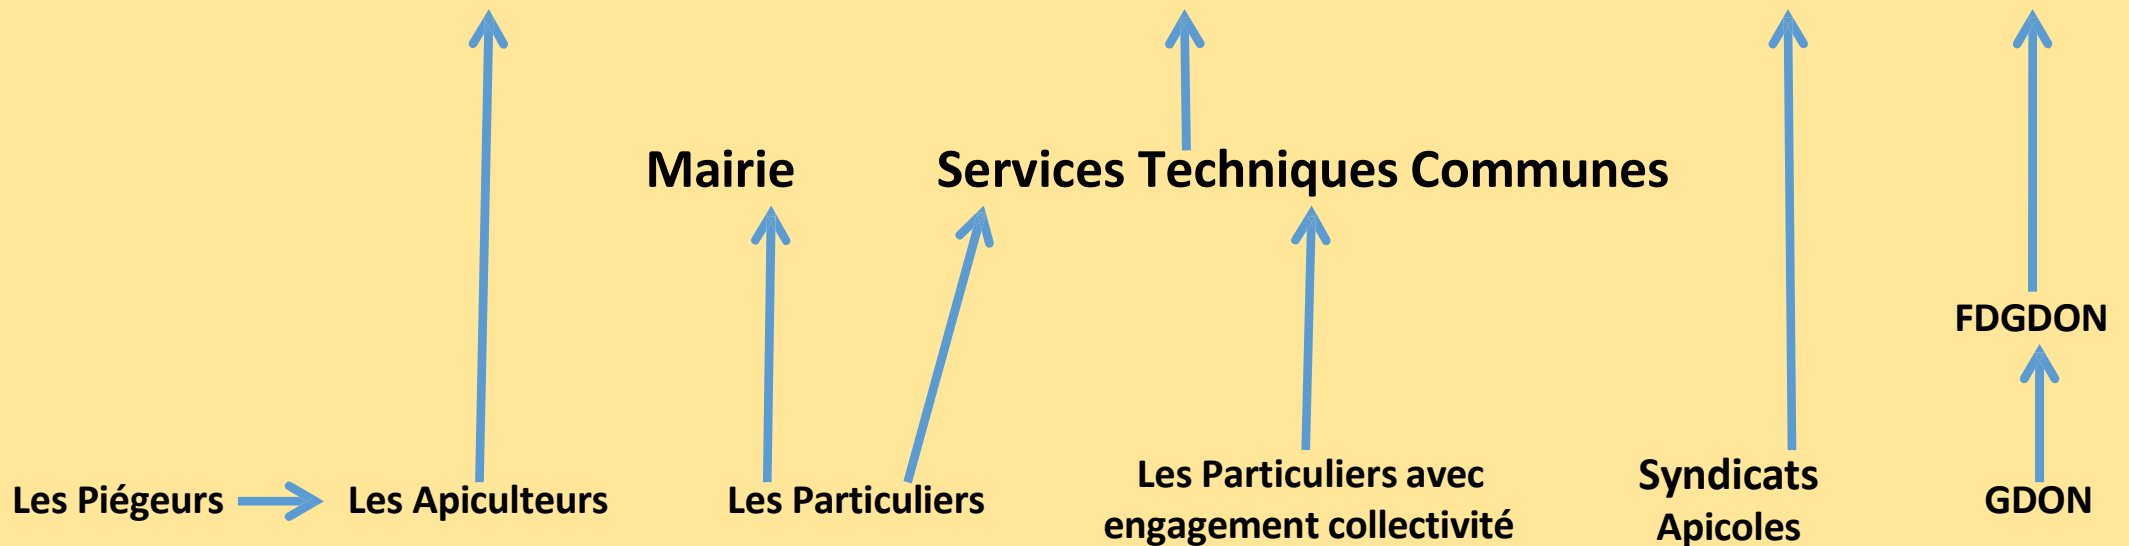 Mairie
Services Techniques Communes
FDGDON
Les Piégeurs
Les Apiculteurs
Les Particuliers
Les Particuliers avec
engagement collectivité
Syndicats
Apicoles
GDON